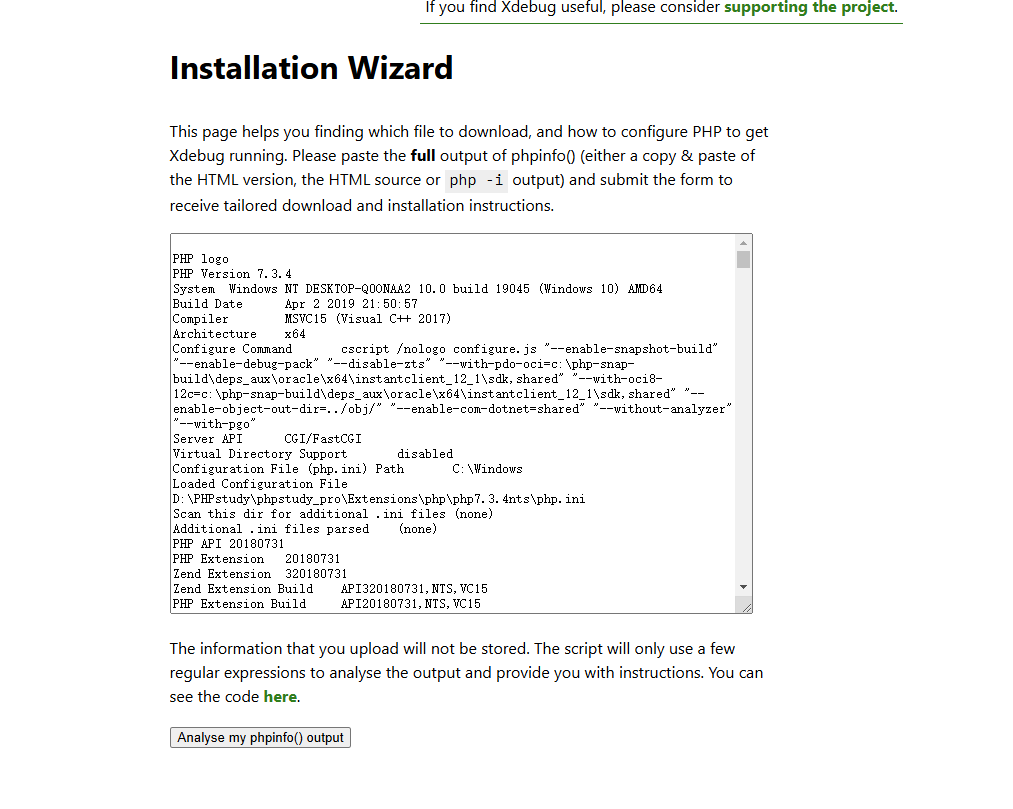 If you find Xdebug useful, please consider supporting the project.
Installation Wizard
This page helps you finding which file to download, and how to configure PHP to get
Xdebug running. Please paste the full output of phpinfo() (either a copy & paste of
the HTML version, the HTML source or php -i output) and submit the form to
receive tailored download and installation instructions.
PHP logo
PHP Version 7.3.4
System Windows NT DESKTOP-QOONAA2 10.0 build 19045 (Windows 10) AMD64
Build Date Apr 2 2019 21:50:57
Compiler MSVC15 (Visual C++ 2017)
Architecture x64
Configure Command cscript /nologo configure.js "--enable-snapshot-build"
"--enable-debug-pack" "--disable-zts" "--with-pdo-oci=c:\php-snap-
build\deps_aux\oracle\x64\instantclient_12_1\sdk,shared" "--with-oci8-
12c=c:\php-snap-build\deps_aux\oracle\x64\instantclient_12_1\sdk,shared" "--
enable-object-out-dir=../obj/" "--enable-com-dotnet=shared" "--without-analyzer"
"--with-pgo"
Server API CGI/FastCGI
Virtual Directory Support disabled
Configuration File (php.ini) Path C:\Windows
Loaded Configuration File
D:\PHPstudy\phpstudy_pro\Extensions\php\php7.3.4nts\php.ini
Scan this dir for additional .ini files (none)
Additional .ini files parsed (none)
PHP API 20180731
PHP Extension 20180731
Zend Extension 320180731
Zend Extension Build API320180731,NTS,VC15
PHP Extension Build API20180731,NTS,VC15
The information that you upload will not be stored. The script will only use a few
regular expressions to analyse the output and provide you with instructions. You can
see the code here.
Analyse my phpinfo() output